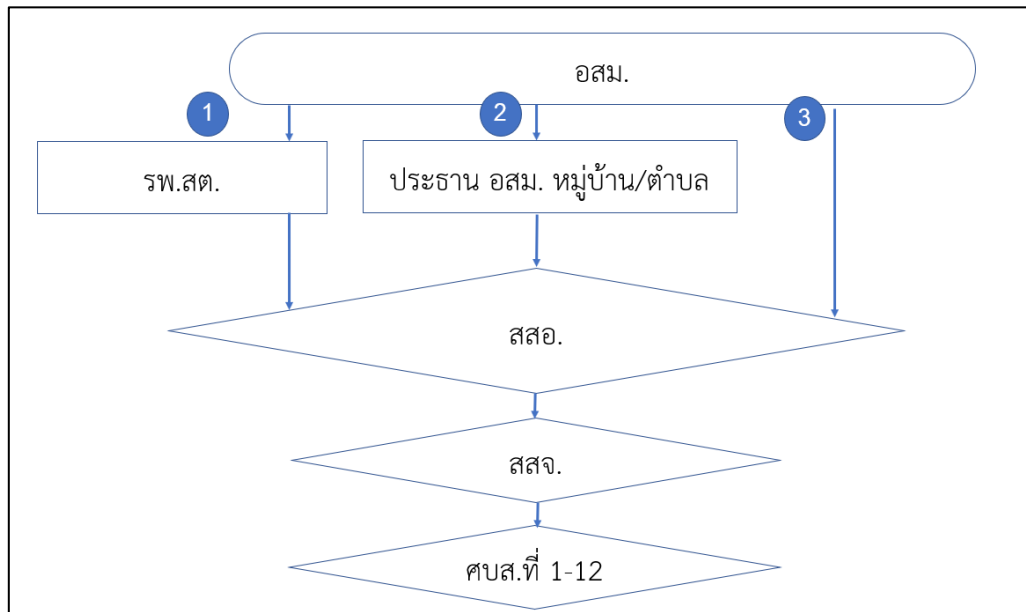 อสม.
1
2
3
รพ.สต.
ประธาน อสม. หมู่บ้าน/ตำบล
สสอ.
สสจ.
ศบส.ที่ 1-12